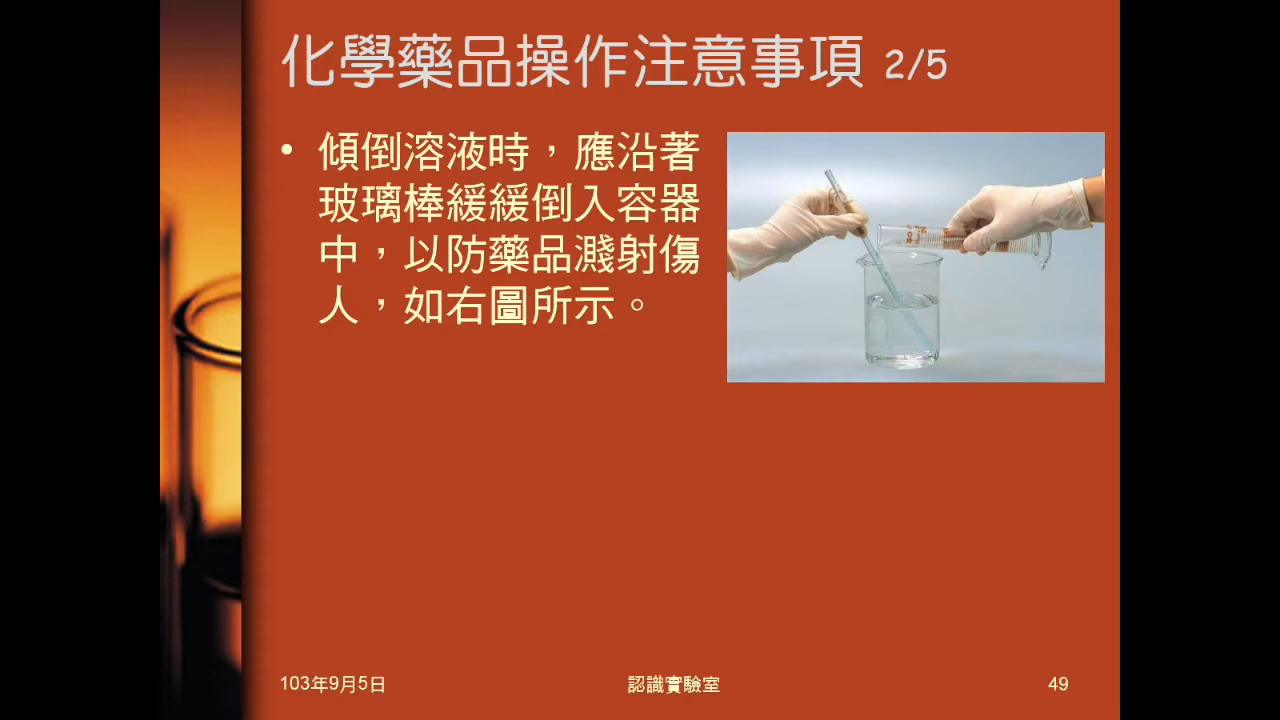 化學藥品操作注意事項 2/5
• 傾倒溶液時，應沿著
玻璃棒緩緩倒入容器
中，以防藥品濺射傷
人，如右圖所示。
103年9月5日
認識實驗室
49